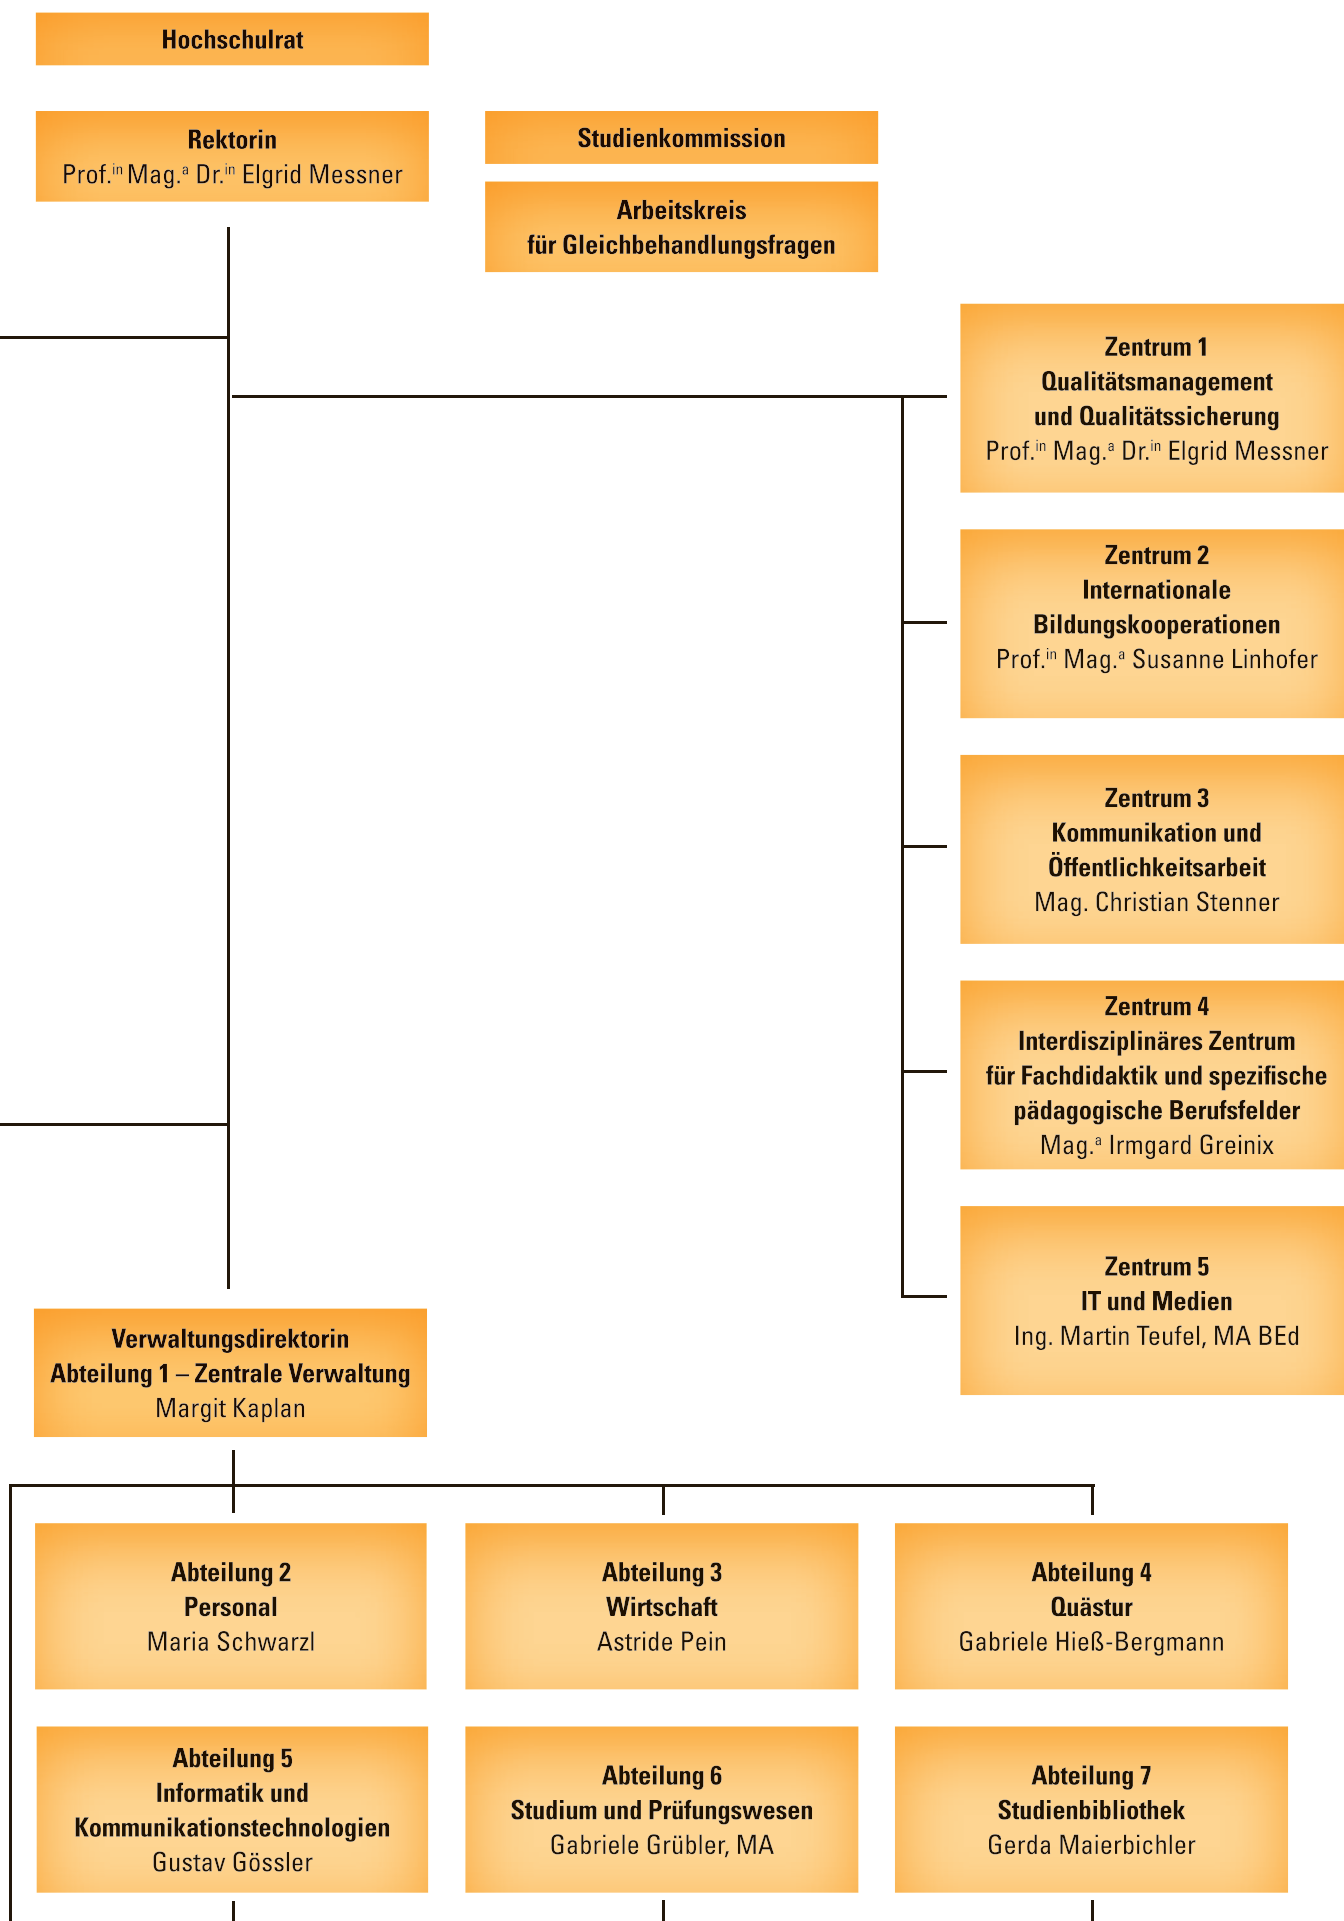 Hochschulrat
Rektorin
Prof.ⁱⁿ Mag.ᵃ Dr.ⁱⁿ Elgrid Messner
Studienkommission
Arbeitskreis
für Gleichbehandlungsfragen
Zentrum 1
Qualitätsmanagement
und Qualitätssicherung
Prof.ⁱⁿ Mag.ᵃ Dr.ⁱⁿ Elgrid Messner
Zentrum 2
Internationale
Bildungskooperationen
Prof.ⁱⁿ Mag.ᵃ Susanne Linhofer
Zentrum 3
Kommunikation und
Öffentlichkeitsarbeit
Mag. Christian Stenner
Zentrum 4
Interdisziplinäres Zentrum
für Fachdidaktik und spezifische
pädagogische Berufsfelder
Mag.ᵃ Irmgard Greinix
Zentrum 5
IT und Medien
Ing. Martin Teufel, MA BEd
Verwaltungsdirektorin
Abteilung 1 – Zentrale Verwaltung
Margit Kaplan
Abteilung 2
Personal
Maria Schwarzl
Abteilung 3
Wirtschaft
Astride Pein
Abteilung 4
Quästur
Gabriele Hieß-Bergmann
Abteilung 5
Informatik und
Kommunikationstechnologien
Gustav Gössler
Abteilung 6
Studium und Prüfungswesen
Gabriele Grübler, MA
Abteilung 7
Studienbibliothek
Gerda Maierbichler